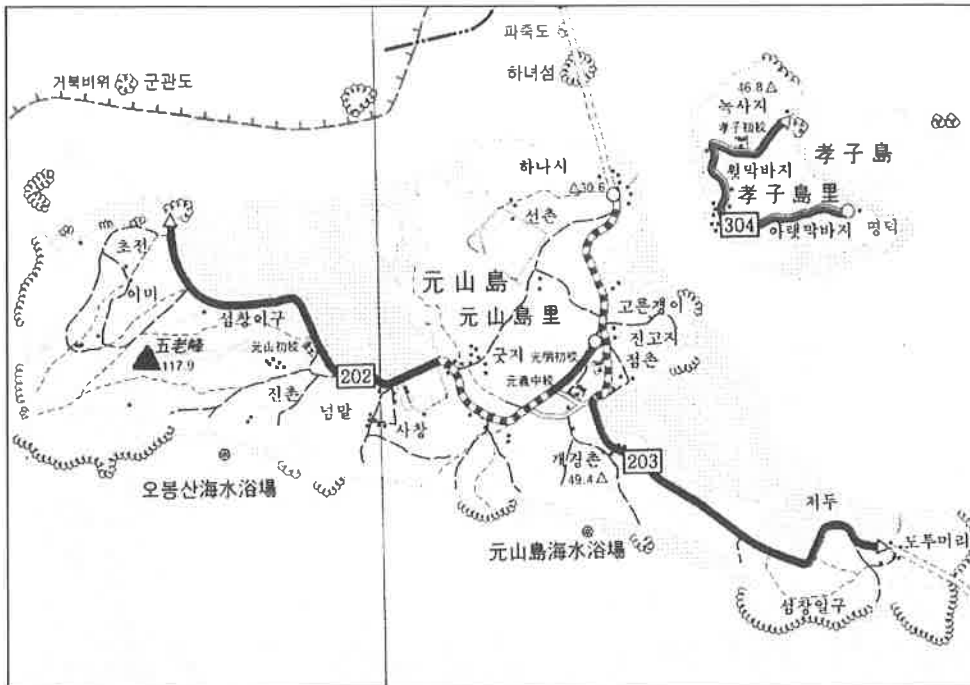 파죽도
하녀섬
거북비위
군관도
46.8
녹사지
孝子初校
孝子島
윗막바지
孝子島里
304
아랫막바지
명덕
하나시
30.6
선촌
초전
이미
元山島
元山島里
섬창이구
고른갱이
진고지
점촌
五老峰
117.9
元山初校
굿지
元義中校
202
진촌
넘말
사창
개경촌
49.4
203
오봉산海水浴場
元山島海水浴場
저두
도투머리
섬창일구